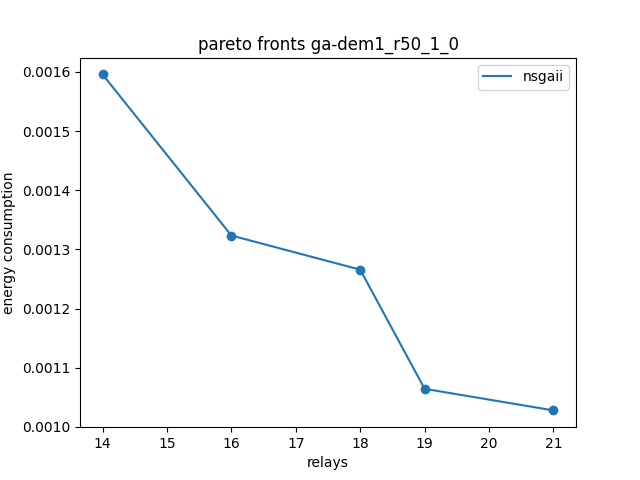 pareto fronts ga-dem1_r50_1_0
nsgaii
0.0016
0.0015
0.0014
0.0013
0.0012
0.0011
0.0010
energy consumption
14 15 16 17 18 19 20 21
relays